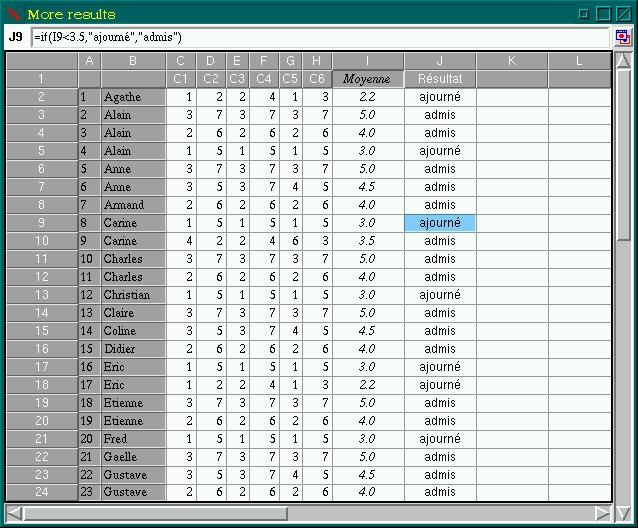 More results
J9 =if(I9<3.5,"ajourné","admis")
A B C D E F G H I J K L
1 C1 C2 C3 C4 C5 C6 Moyenne Résultat
2 1 Agathe 1 2 2 4 1 3 2.2 ajourné
3 2 Alain 3 7 3 7 3 7 5.0 admis
4 3 Alain 2 6 2 6 2 6 4.0 admis
5 4 Alain 1 5 1 5 1 5 3.0 ajourné
6 5 Anne 3 7 3 7 3 7 5.0 admis
7 6 Anne 3 5 3 7 4 5 4.5 admis
8 7 Armand 2 6 2 6 2 6 4.0 admis
9 8 Carine 1 5 1 5 1 5 3.0 ajourné
10 9 Carine 4 2 2 4 6 3 3.5 admis
11 10 Charles 3 7 3 7 3 7 5.0 admis
12 11 Charles 2 6 2 6 2 6 4.0 admis
13 12 Christian 1 5 1 5 1 5 3.0 ajourné
14 13 Claire 3 7 3 7 3 7 5.0 admis
15 14 Coline 3 5 3 7 4 5 4.5 admis
16 15 Didier 2 6 2 6 2 6 4.0 admis
17 16 Eric 1 5 1 5 1 5 3.0 ajourné
18 17 Eric 1 2 2 4 1 3 2.2 ajourné
19 18 Etienne 3 7 3 7 3 7 5.0 admis
20 19 Etienne 2 6 2 6 2 6 4.0 admis
21 20 Fred 1 5 1 5 1 5 3.0 ajourné
22 21 Gaelle 3 7 3 7 3 7 5.0 admis
23 22 Gustave 3 5 3 7 4 5 4.5 admis
24 23 Gustave 2 6 2 6 2 6 4.0 admis